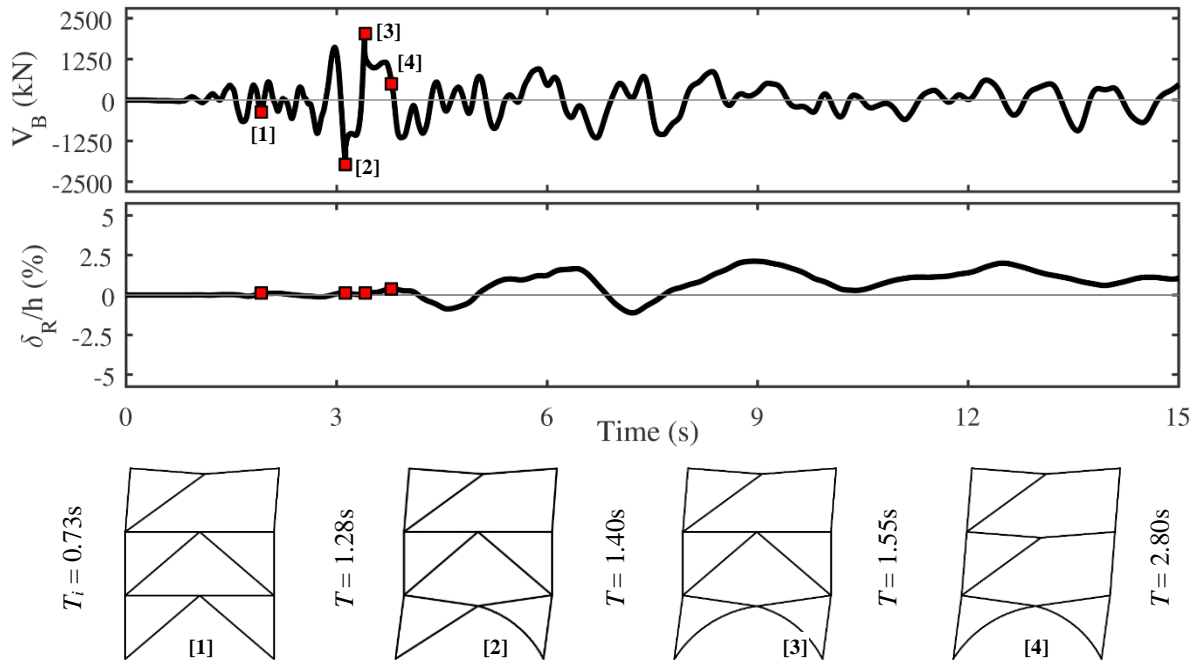 2500
1250
0
-1250
-2500
V_B (kN)
[1]
[2]
[3]
[4]
5
2.5
0
-2.5
-5
δ_R/h (%)
0 3 6 9 12 15
Time (s)
T_i = 0.73s
T = 1.28s
T = 1.40s
T = 1.55s
T = 2.80s
[1] [2] [3] [4]